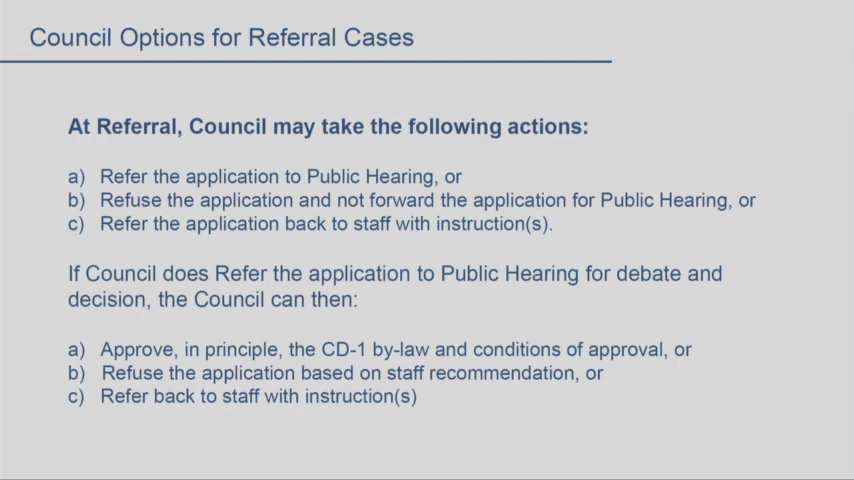 Council Options for Referral Cases
At Referral, Council may take the following actions:
a) Refer the application to Public Hearing, or
b) Refuse the application and not forward the application for Public Hearing, or
c) Refer the application back to staff with instruction(s).
If Council does Refer the application to Public Hearing for debate and
decision, the Council can then:
a) Approve, in principle, the CD-1 by-law and conditions of approval, or
b) Refuse the application based on staff recommendation, or
c) Refer back to staff with instruction(s)